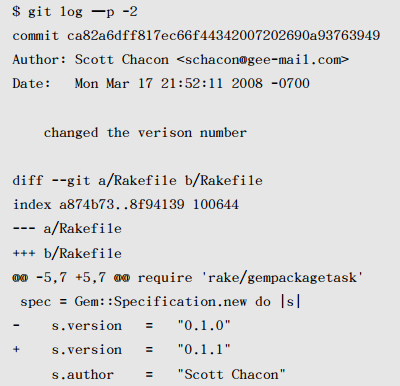 $ git log —p -2
commit ca82a6dff817ec66f44342007202690a93763949
Author: Scott Chacon <schacon@gee-mail.com>
Date:   Mon Mar 17 21:52:11 2008 -0700
    changed the verison number
diff --git a/Rakefile b/Rakefile
index a874b73..8f94139 100644
--- a/Rakefile
+++ b/Rakefile
@@ -5,7 +5,7 @@ require 'rake/gempackagetask'
 spec = Gem::Specification.new do |s|
-    s.version   =   "0.1.0"
+    s.version   =   "0.1.1"
     s.author    =   "Scott Chacon"